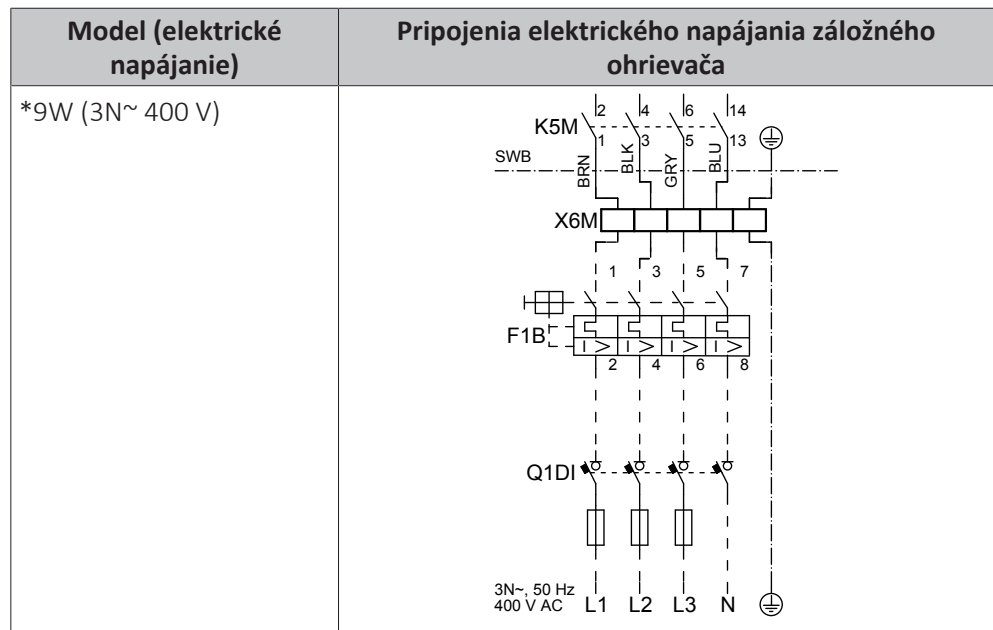 Model (elektrické napájanie)
Pripojenia elektrického napájania záložného ohrievača
*9W (3N~ 400 V)
2 4 6 14
K5M
1 3 5 13
SWB
BRN BLK GRY BLU
X6M
1 3 5 7
F1B
I > I > I > I >
2 4 6 8
Q1DI
3N~, 50 Hz
400 V AC L1 L2 L3 N